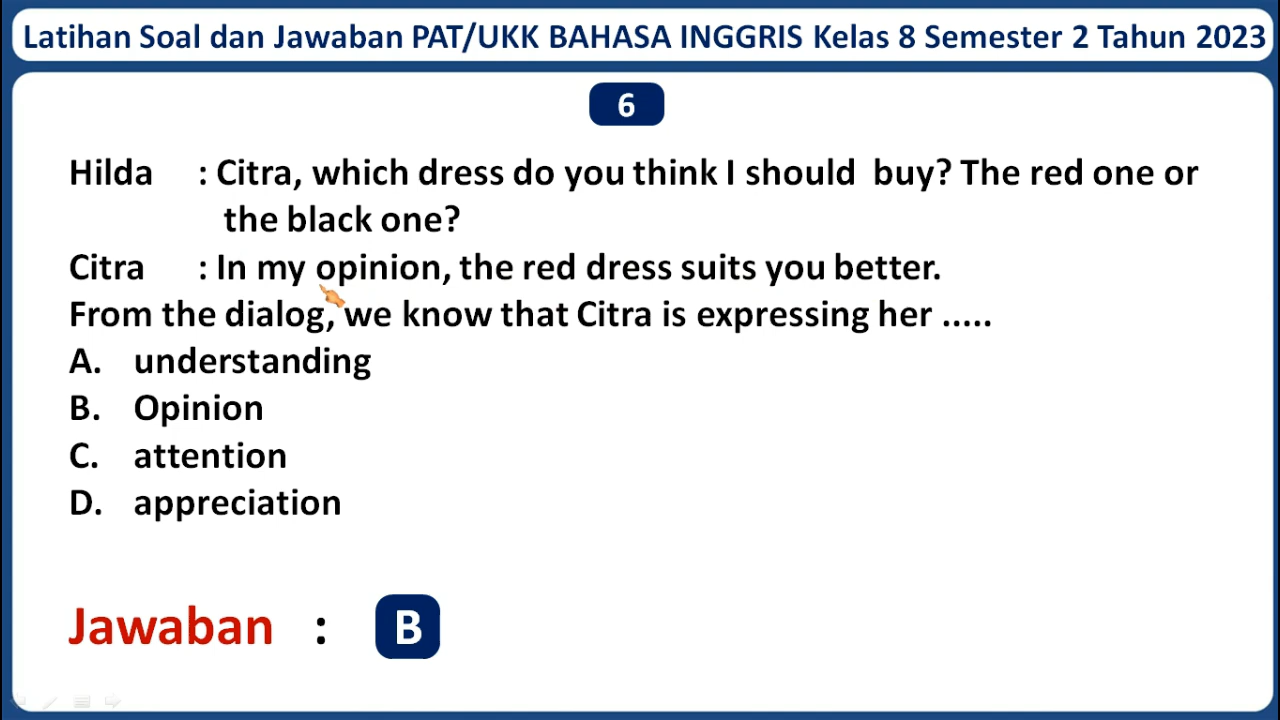 Latihan Soal dan Jawaban PAT/UKK BAHASA INGGRIS Kelas 8 Semester 2 Tahun 2023
6
Hilda : Citra, which dress do you think I should buy? The red one or
the black one?
Citra : In my opinion, the red dress suits you better.
From the dialog, we know that Citra is expressing her .....
A. understanding
B. Opinion
C. attention
D. appreciation
Jawaban : B